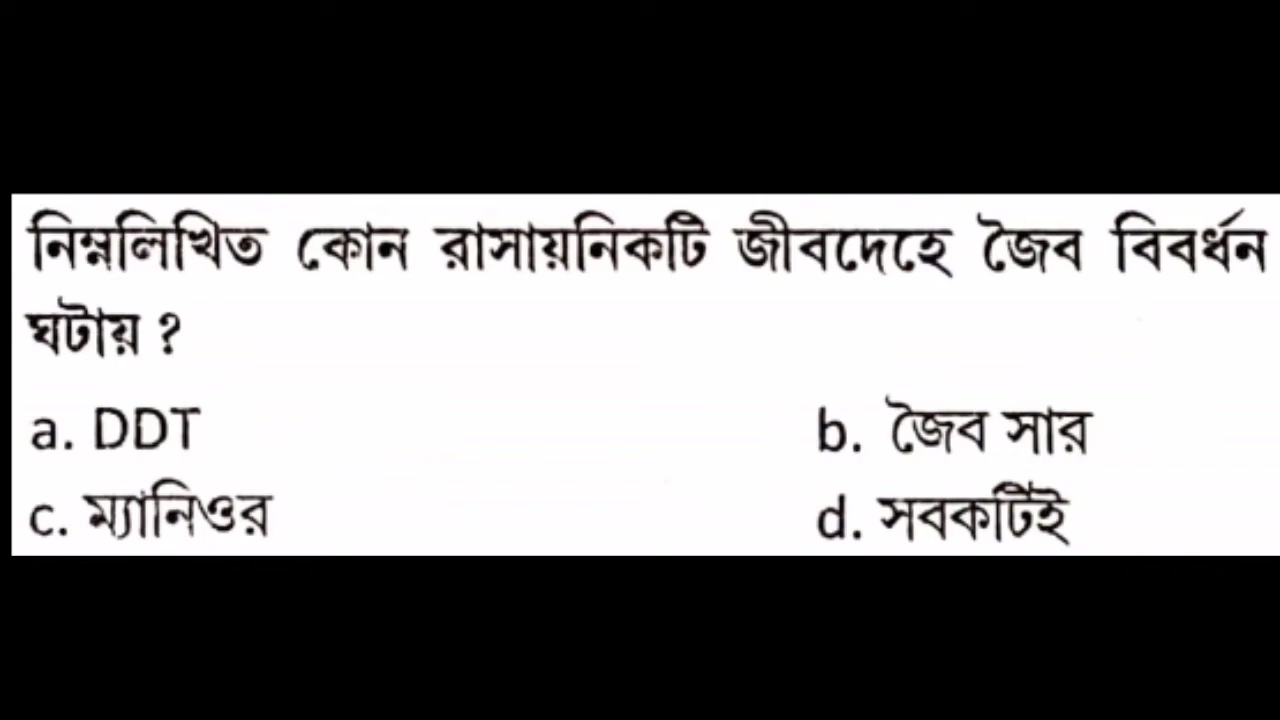 নিম্নলিখিত কোন রাসায়নিকটি জীবদেহে জৈব বিবর্ধন
ঘটায় ?
a. DDT b. জৈব সার
c. ম্যানিওর d. সবকটিই